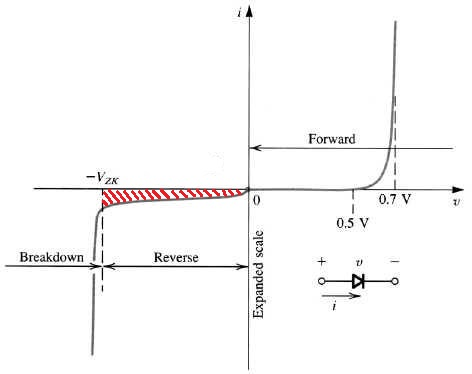 i
Forward
−V_ZK
0
0.7 V
v
0.5 V
Breakdown
Reverse
Expanded scale
+ v −
i